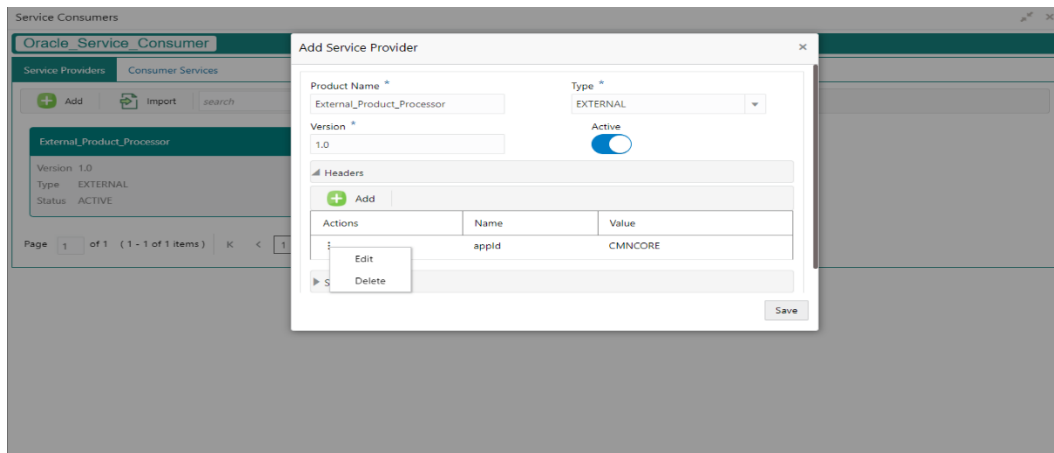 Service Consumers
Oracle_Service_Consumer
Service Providers Consumer Services
Add Import search
External_Product_Processor
Version 1.0
Type EXTERNAL
Status ACTIVE
Page 1 of 1 (1 - 1 of 1 items) K < 1
Add Service Provider ×
Product Name * Type *
External_Product_Processor EXTERNAL
Version * Active
1.0
Headers
Add
Actions Name Value
appId CMNCORE
Edit
Delete
S
Save